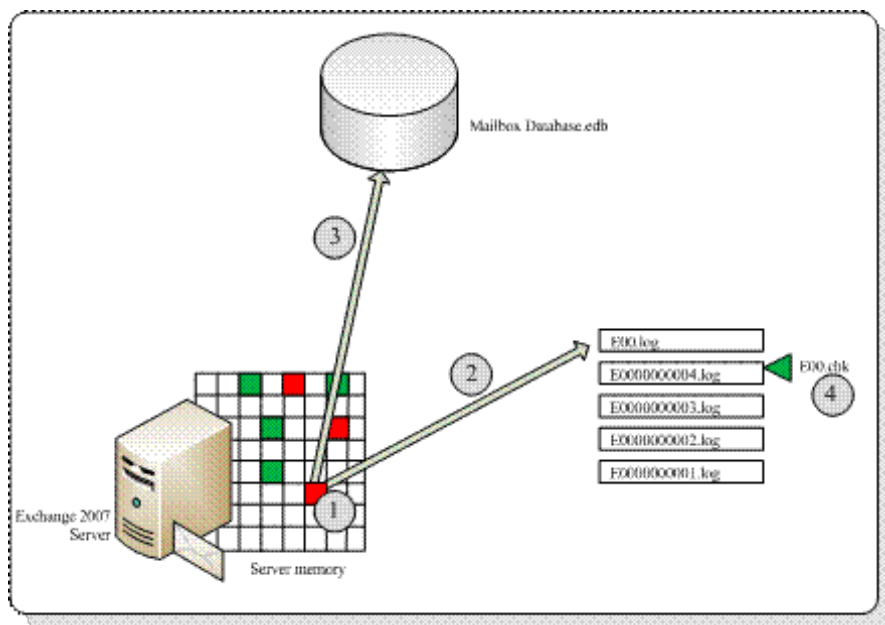 Mailbox Database.edb
3
2
E00.log
E00.chk
E0000000004.log
4
E0000000003.log
E0000000002.log
E0000000001.log
1
Exchange 2007
Server
Server memory